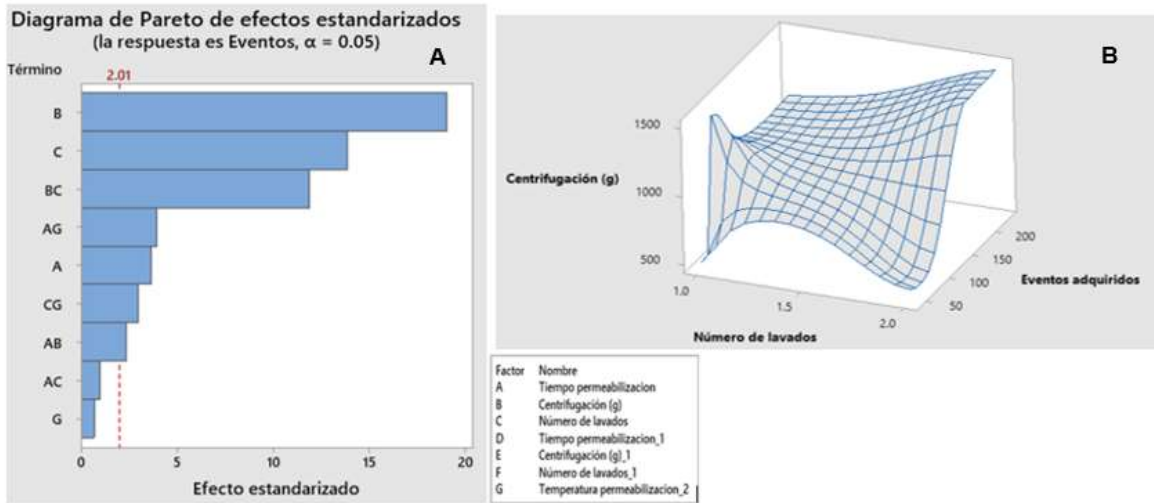 Diagrama de Pareto de efectos estandarizados
(la respuesta es Eventos, α = 0.05)
A
Término
2.01
B
C
BC
AG
A
CG
AB
AC
G
0
5
10
15
20
Efecto estandarizado
B
1500
Centrifugación (g)
1000
500
1.0
1.5
2.0
Número de lavados
50
100
150
200
Eventos adquiridos
Factor Nombre
A Tiempo permeabilizacion
B Centrifugación (g)
C Número de lavados
D Tiempo permeabilizacion_1
E Centrifugación (g)_1
F Número de lavados_1
G Temperatura permeabilizacion_2